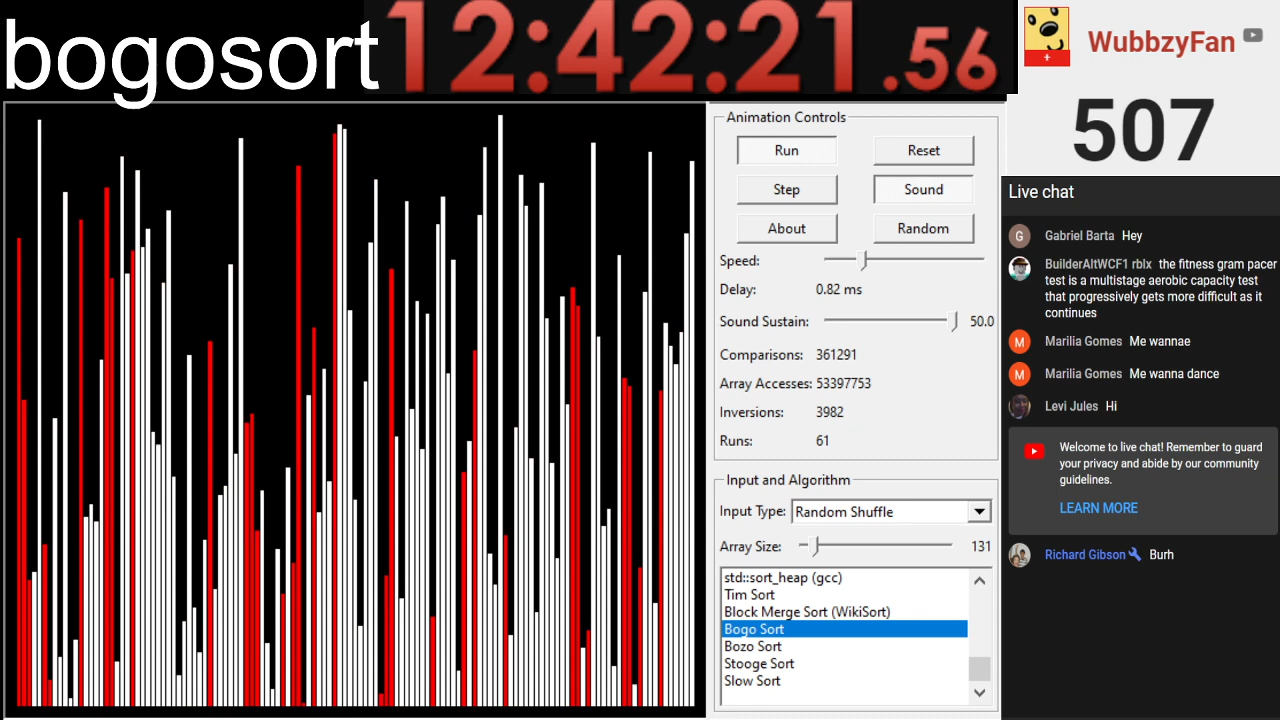 bogosort
12:42:21.56
WubbzyFan
507
Animation Controls
Run
Reset
Step
Sound
About
Random
Speed:
Delay: 0.82 ms
Sound Sustain: 50.0
Comparisons: 361291
Array Accesses: 53397753
Inversions: 3982
Runs: 61
Input and Algorithm
Input Type: Random Shuffle
Array Size: 131
std::sort_heap (gcc)
Tim Sort
Block Merge Sort (WikiSort)
Bogo Sort
Bozo Sort
Stooge Sort
Slow Sort
Live chat
G Gabriel Barta Hey
BuilderAltWCF1 rblx the fitness gram pacer
test is a multistage aerobic capacity test
that progressively gets more difficult as it
continues
M Marilia Gomes Me wannae
M Marilia Gomes Me wanna dance
Levi Jules Hi
Welcome to live chat! Remember to guard
your privacy and abide by our community
guidelines.
LEARN MORE
Richard Gibson Burh